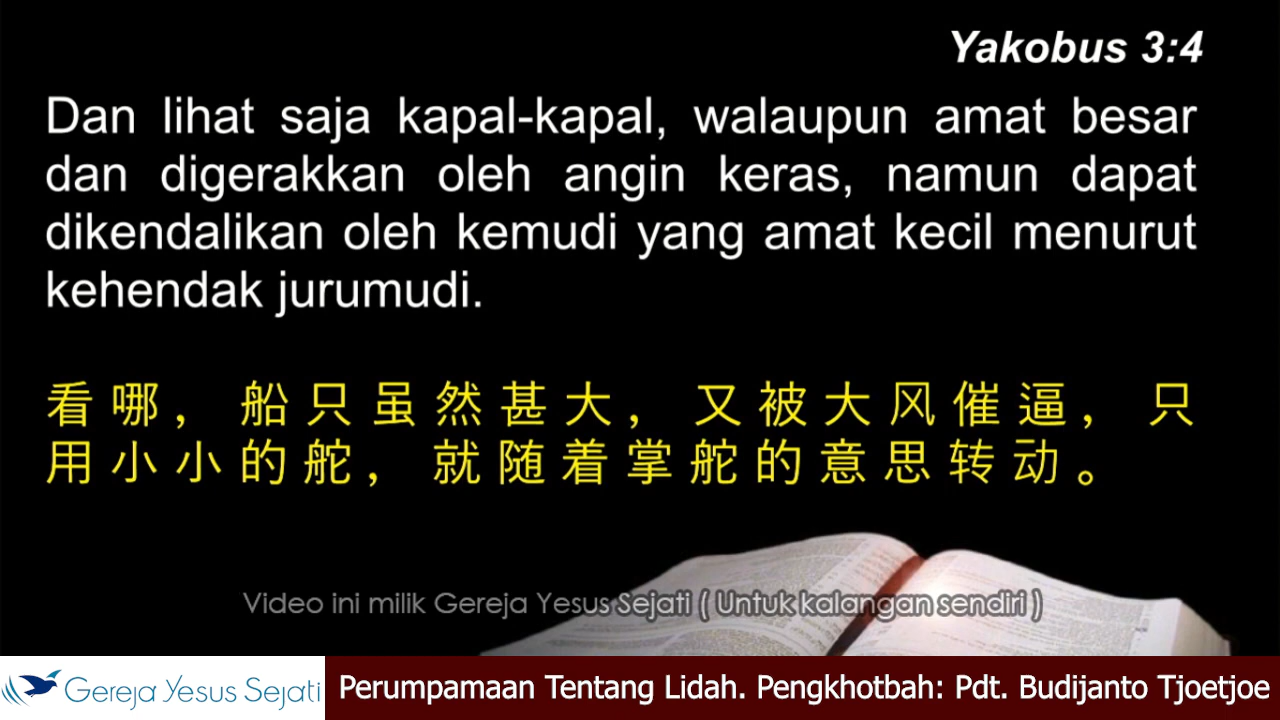 Yakobus 3:4
Dan lihat saja kapal-kapal, walaupun amat besar
dan digerakkan oleh angin keras, namun dapat
dikendalikan oleh kemudi yang amat kecil menurut
kehendak jurumudi.
看哪，船只虽然甚大，又被大风催逼，只
用小小的舵，就随着掌舵的意思转动。
Video ini milik Gereja Yesus Sejati ( Untuk kalangan sendiri )
Gereja Yesus Sejati
Perumpamaan Tentang Lidah. Pengkhotbah: Pdt. Budijanto Tjoetjoe